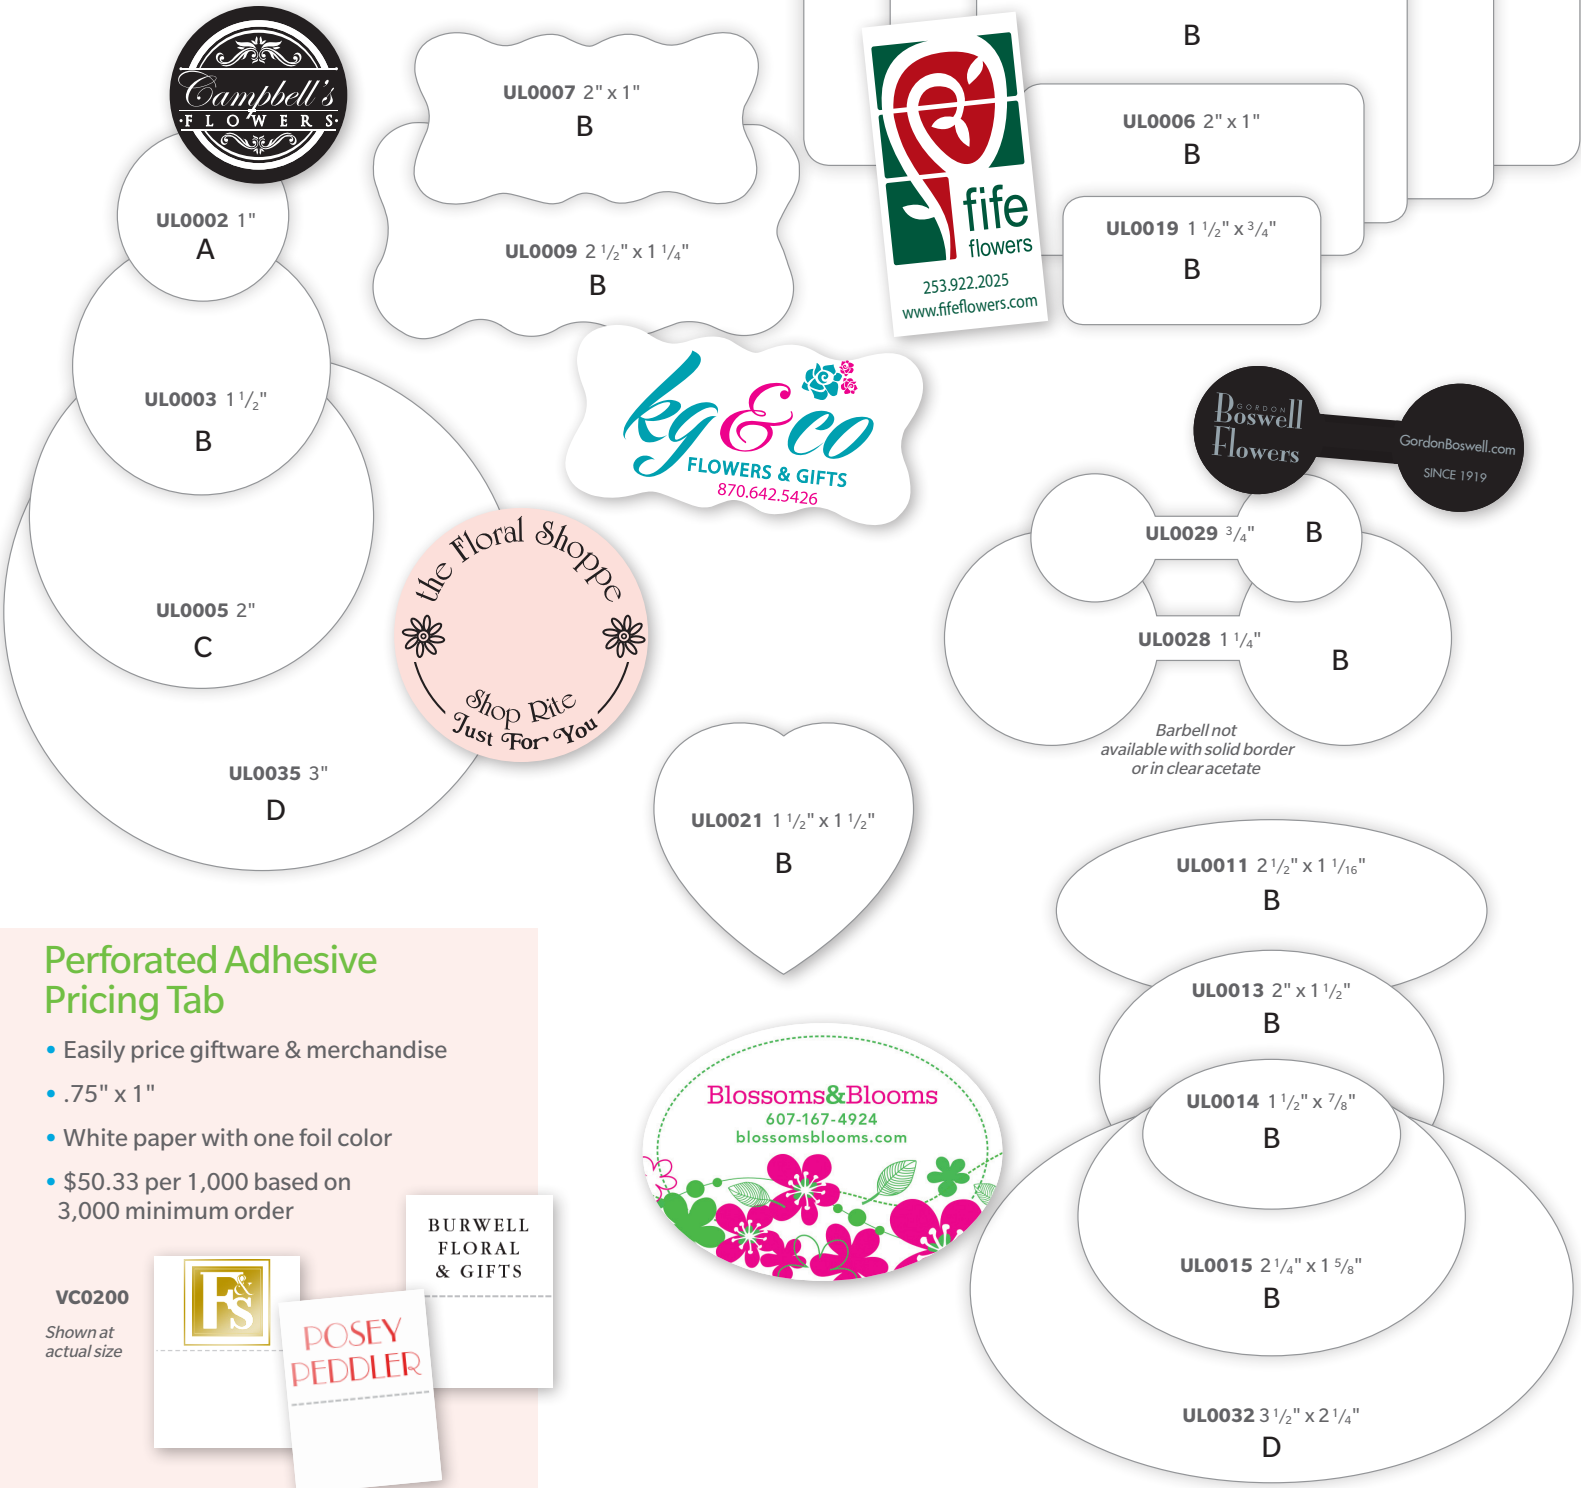 Campbell's
FLOWERS
UL0002 1"
A
UL0003 1 1/2"
B
UL0005 2"
C
UL0035 3"
D
UL0007 2" x 1"
B
UL0009 2 1/2" x 1 1/4"
B
B
UL0006 2" x 1"
B
UL0019 1 1/2" x 3/4"
B
fife
flowers
253.922.2025
www.fifeflowers.com
kg&co
FLOWERS & GIFTS
870.642.5426
the Floral Shoppe
Shop Rite
Just For You
GORDON
Boswell
Flowers
GordonBoswell.com
SINCE 1919
UL0029 3/4"
B
UL0028 1 1/4"
B
Barbell not
available with solid border
or in clear acetate
UL0021 1 1/2" x 1 1/2"
B
UL0011 2 1/2" x 1 1/16"
B
UL0013 2" x 1 1/2"
B
UL0014 1 1/2" x 7/8"
B
UL0015 2 1/4" x 1 5/8"
B
UL0032 3 1/2" x 2 1/4"
D
Blossoms&Blooms
607-167-4924
blossomsblooms.com
Perforated Adhesive
Pricing Tab
• Easily price giftware & merchandise
• .75" x 1"
• White paper with one foil color
• $50.33 per 1,000 based on
3,000 minimum order
VC0200
Shown at
actual size
F&S
POSEY
PEDDLER
BURWELL
FLORAL
& GIFTS